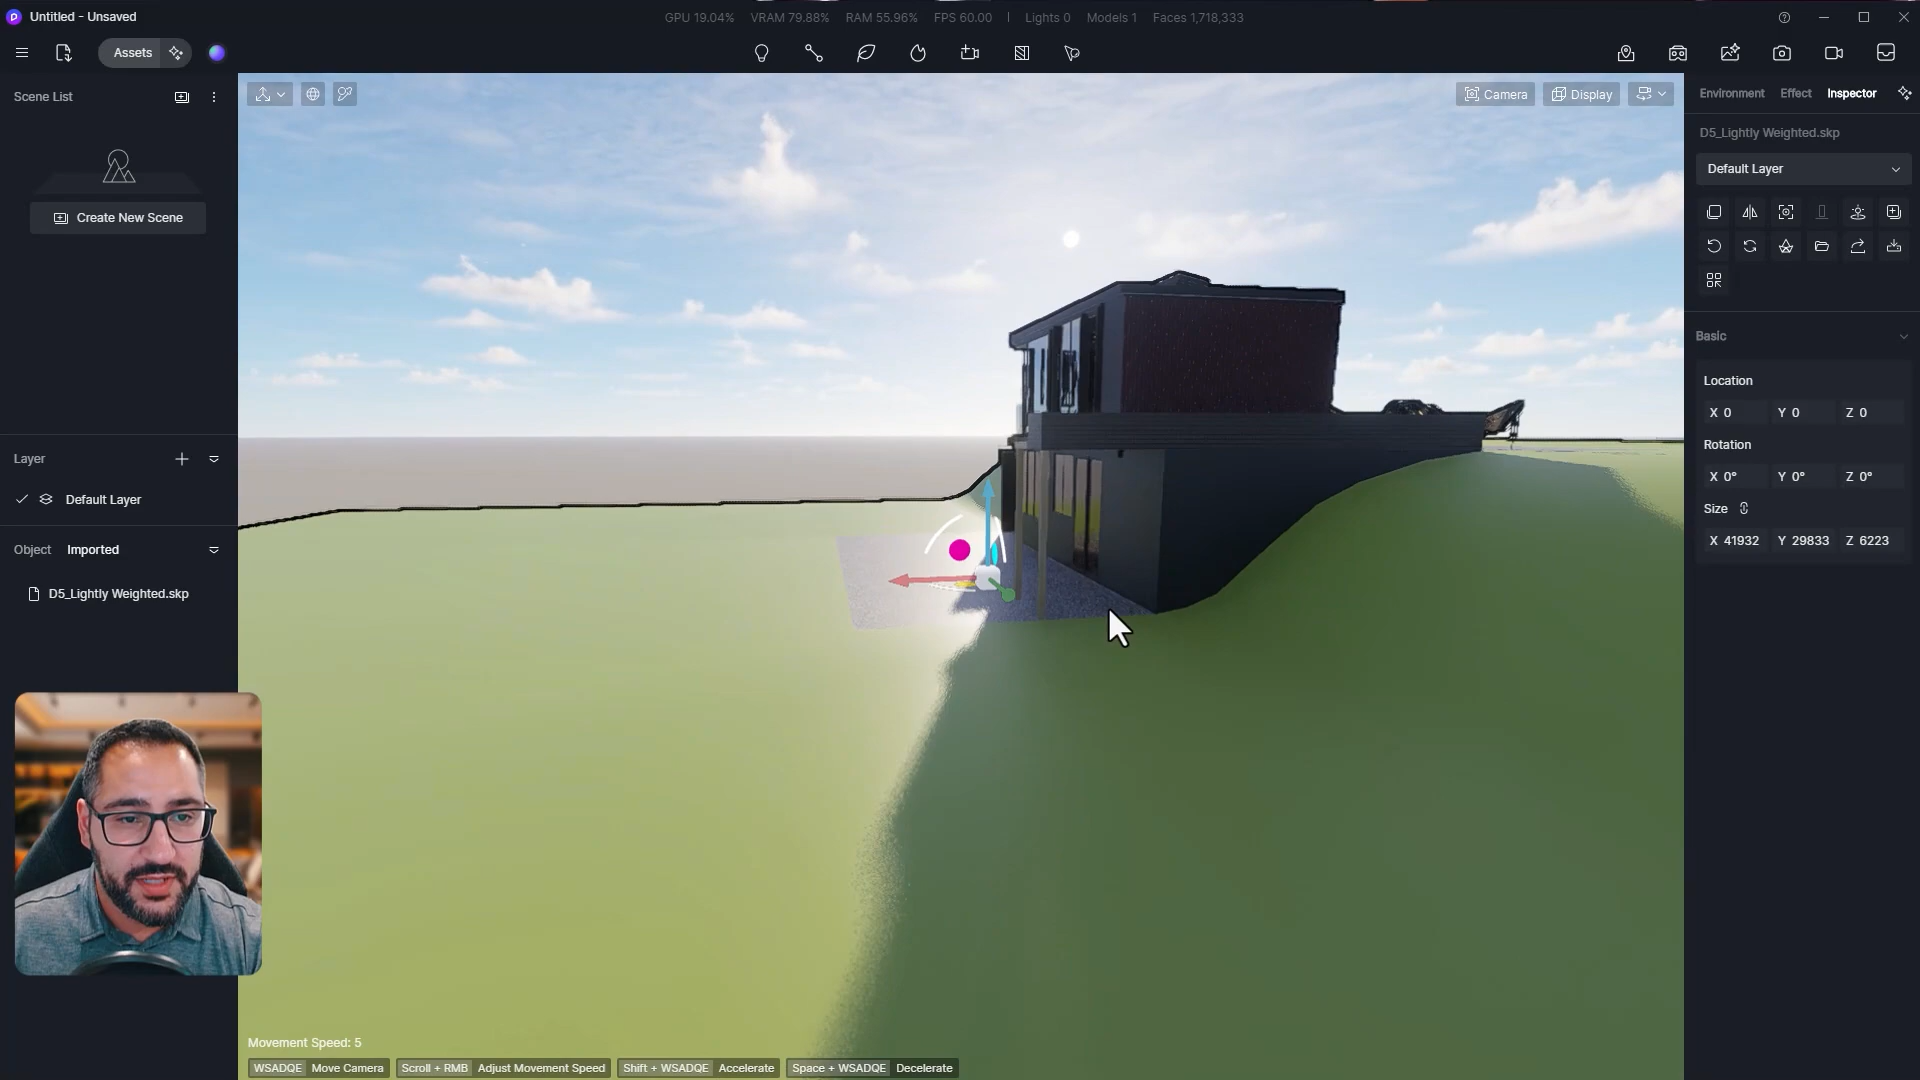 Untitled - Unsaved
GPU 19.04% VRAM 79.88% RAM 55.96% FPS 60.00 | Lights 0 Models 1 Faces 1,718,333
Assets
Scene List
Create New Scene
Layer
Default Layer
Object Imported
D5_Lightly Weighted.skp
Camera Display
Movement Speed: 5
WSADQE Move Camera Scroll + RMB Adjust Movement Speed Shift + WSADQE Accelerate Space + WSADQE Decelerate
Environment Effect Inspector
D5_Lightly Weighted.skp
Default Layer
Basic
Location
X 0 Y 0 Z 0
Rotation
X 0° Y 0° Z 0°
Size
X 41932 Y 29833 Z 6223